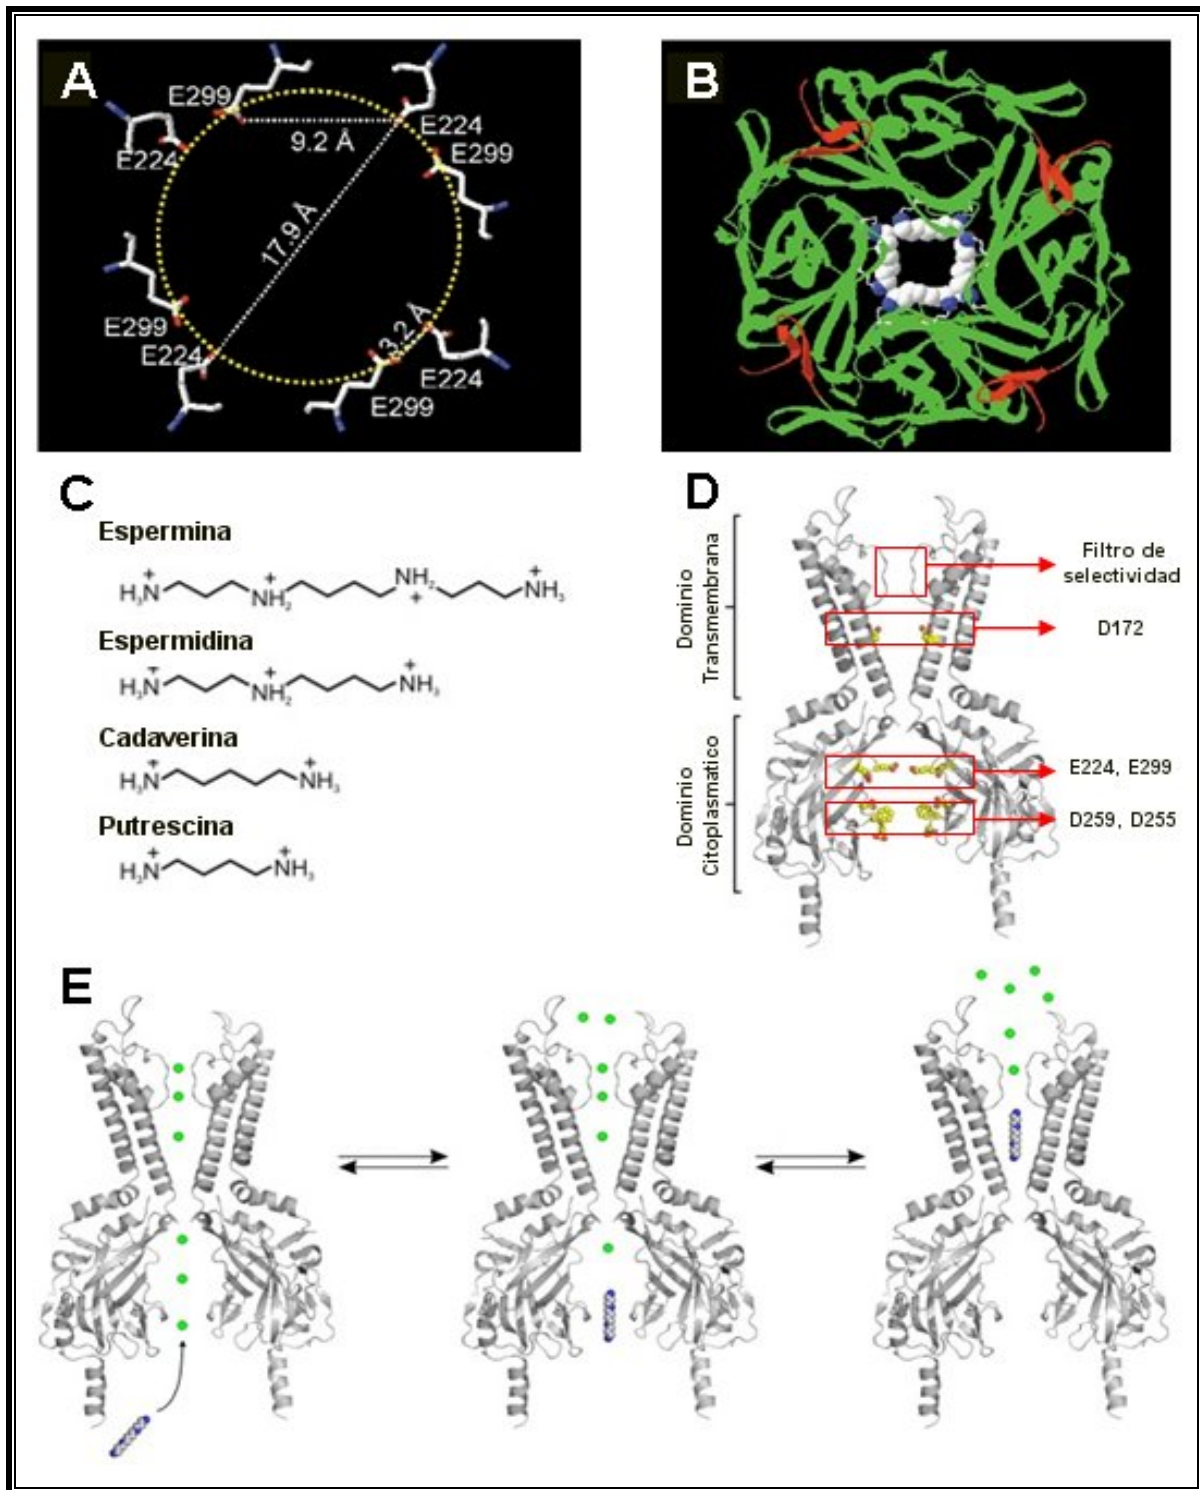 A
E299
E224
9.2 Å
E224
E299
17.9 Å
E299
E224
3.2 Å
E224
E299
B
C
Espermina
H₃N⁺ NH₂⁺ NH₂⁺ NH₃⁺
Espermidina
H₃N⁺ NH₂⁺ NH₃⁺
Cadaverina
H₃N⁺ NH₃⁺
Putrescina
H₃N⁺ NH₃⁺
D
Dominio
Transmembrana
Filtro de
selectividad
D172
Dominio
Citoplasmatico
E224, E299
D259, D255
E